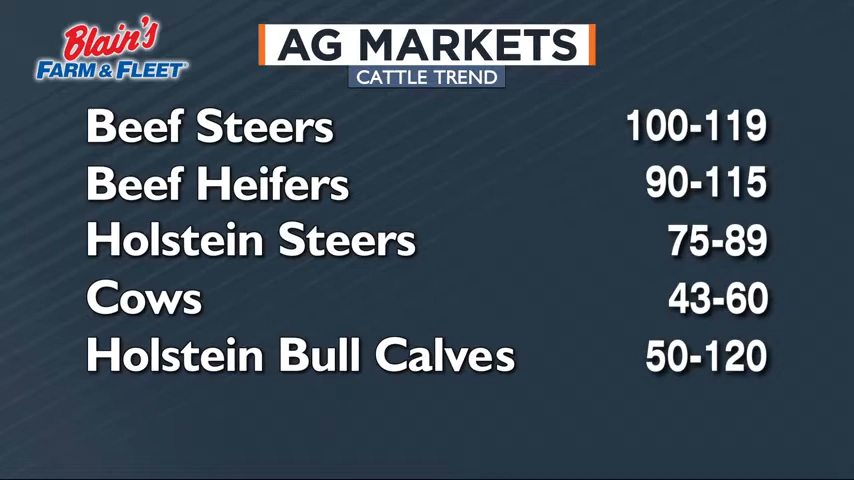 Blain's
FARM & FLEET
AG MARKETS
CATTLE TREND
Beef Steers 100-119
Beef Heifers 90-115
Holstein Steers 75-89
Cows 43-60
Holstein Bull Calves 50-120